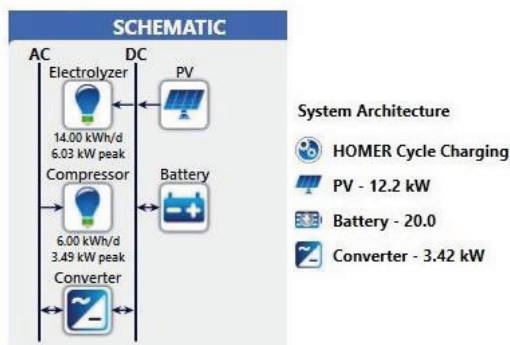 SCHEMATIC
AC DC
Electrolyzer PV
14.00 kWh/d
6.03 kW peak
Compressor Battery
6.00 kWh/d
3.49 kW peak
Converter
System Architecture
HOMER Cycle Charging
PV - 12.2 kW
Battery - 20.0
Converter - 3.42 kW